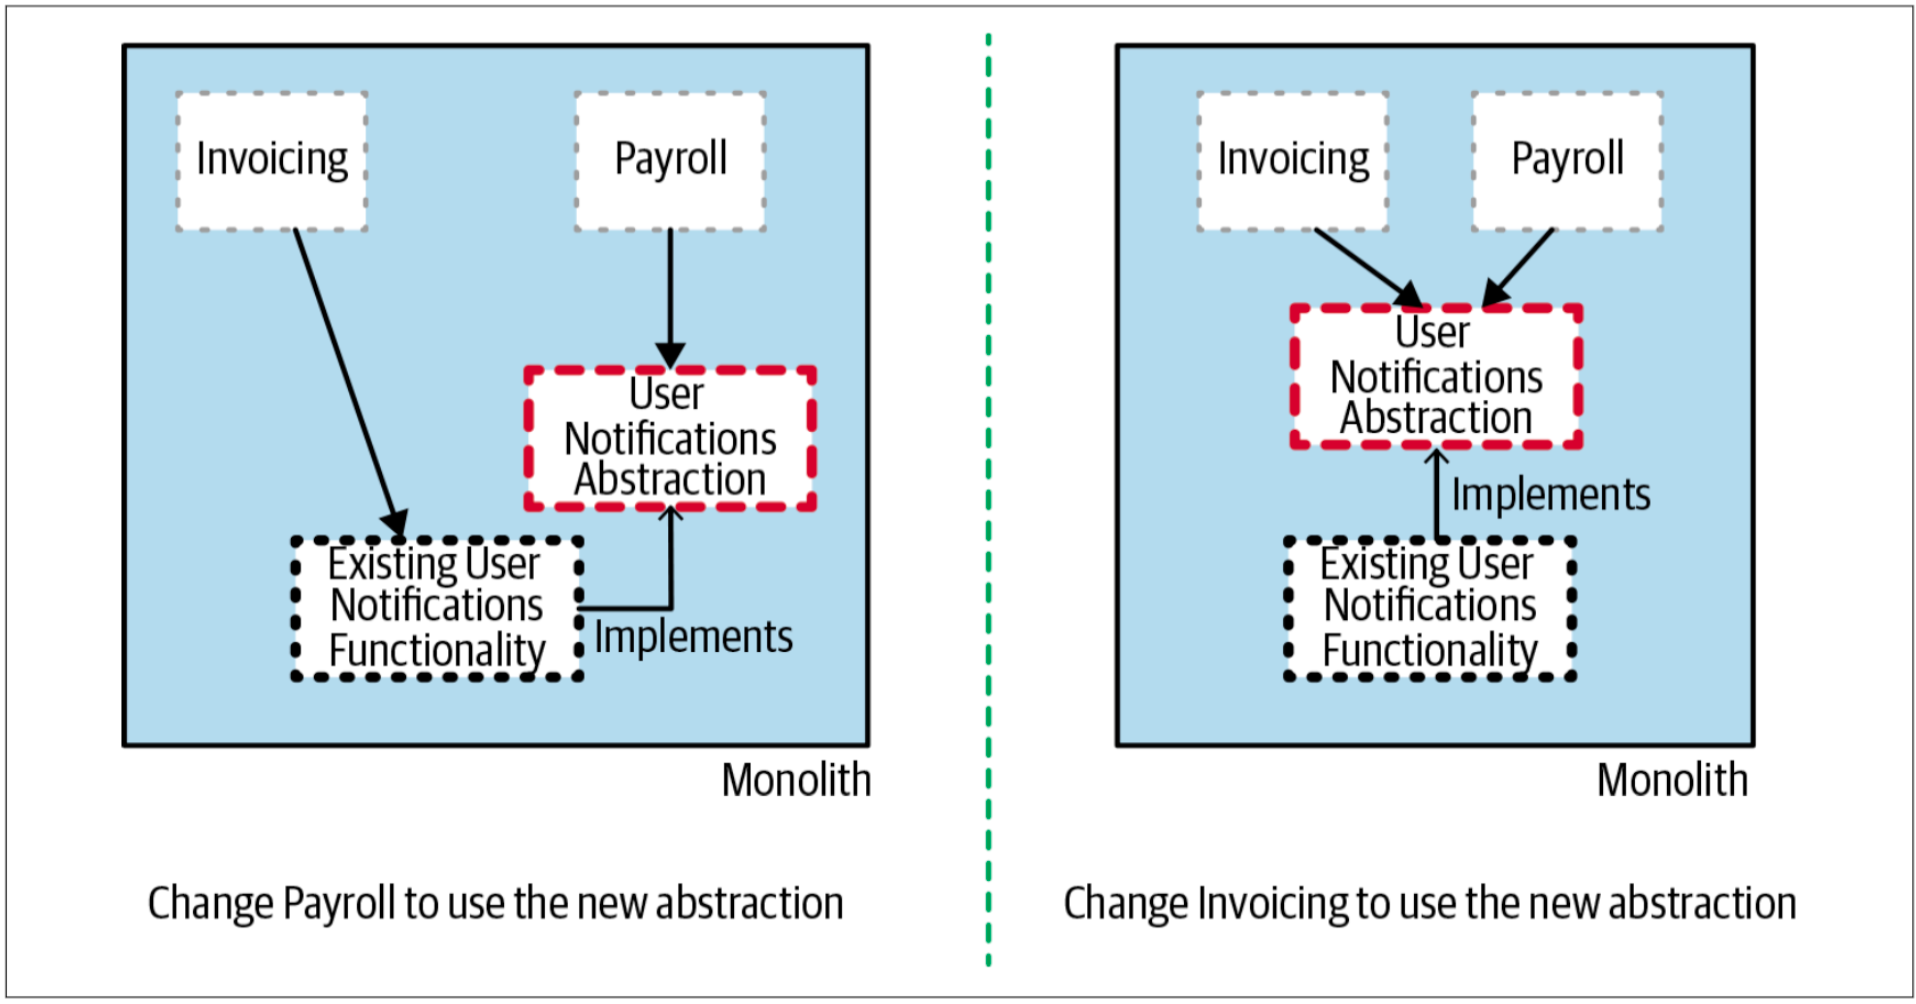 Invoicing
Payroll
User
Notifications
Abstraction
Existing User
Notifications
Functionality
Implements
Monolith
Change Payroll to use the new abstraction
Invoicing
Payroll
User
Notifications
Abstraction
Implements
Existing User
Notifications
Functionality
Monolith
Change Invoicing to use the new abstraction